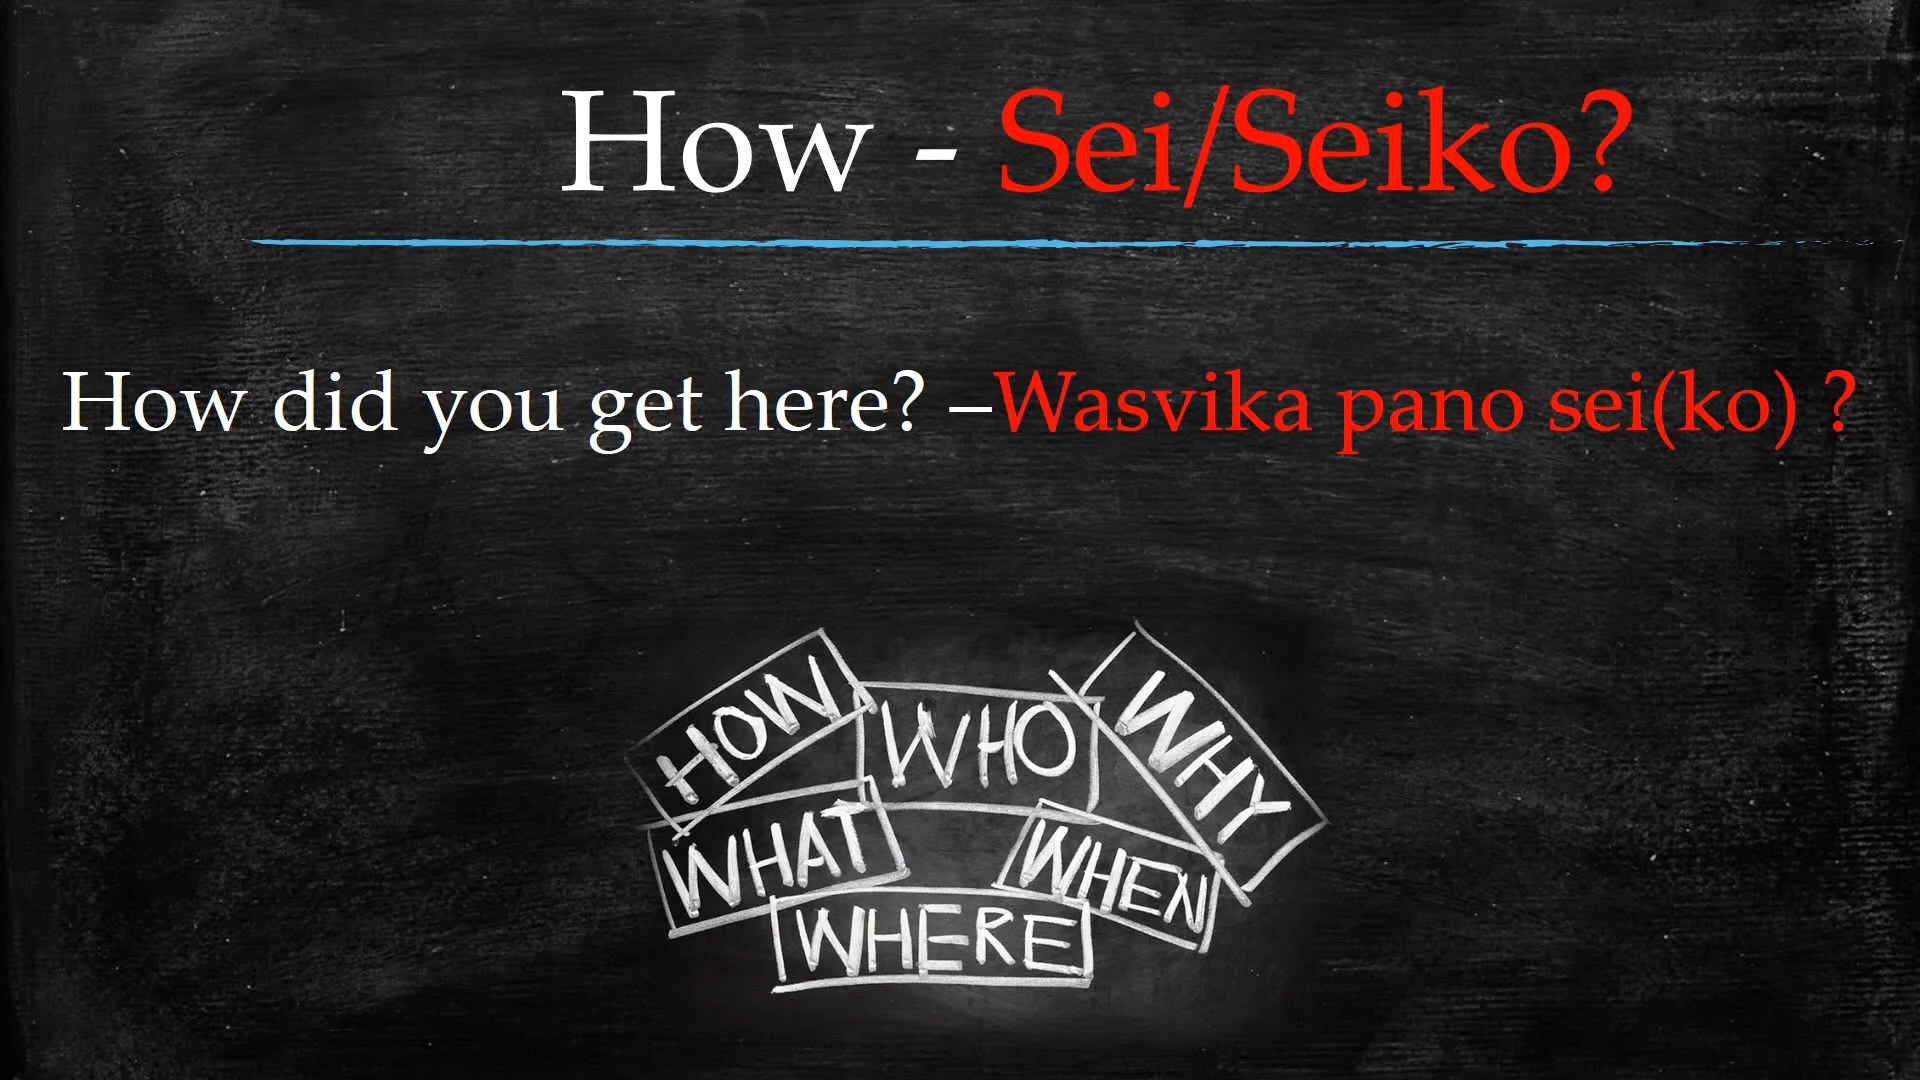 How - Sei/Seiko?
How did you get here? –Wasvika pano sei(ko) ?
HOW
WHO
WHY
WHAT
WHEN
WHERE